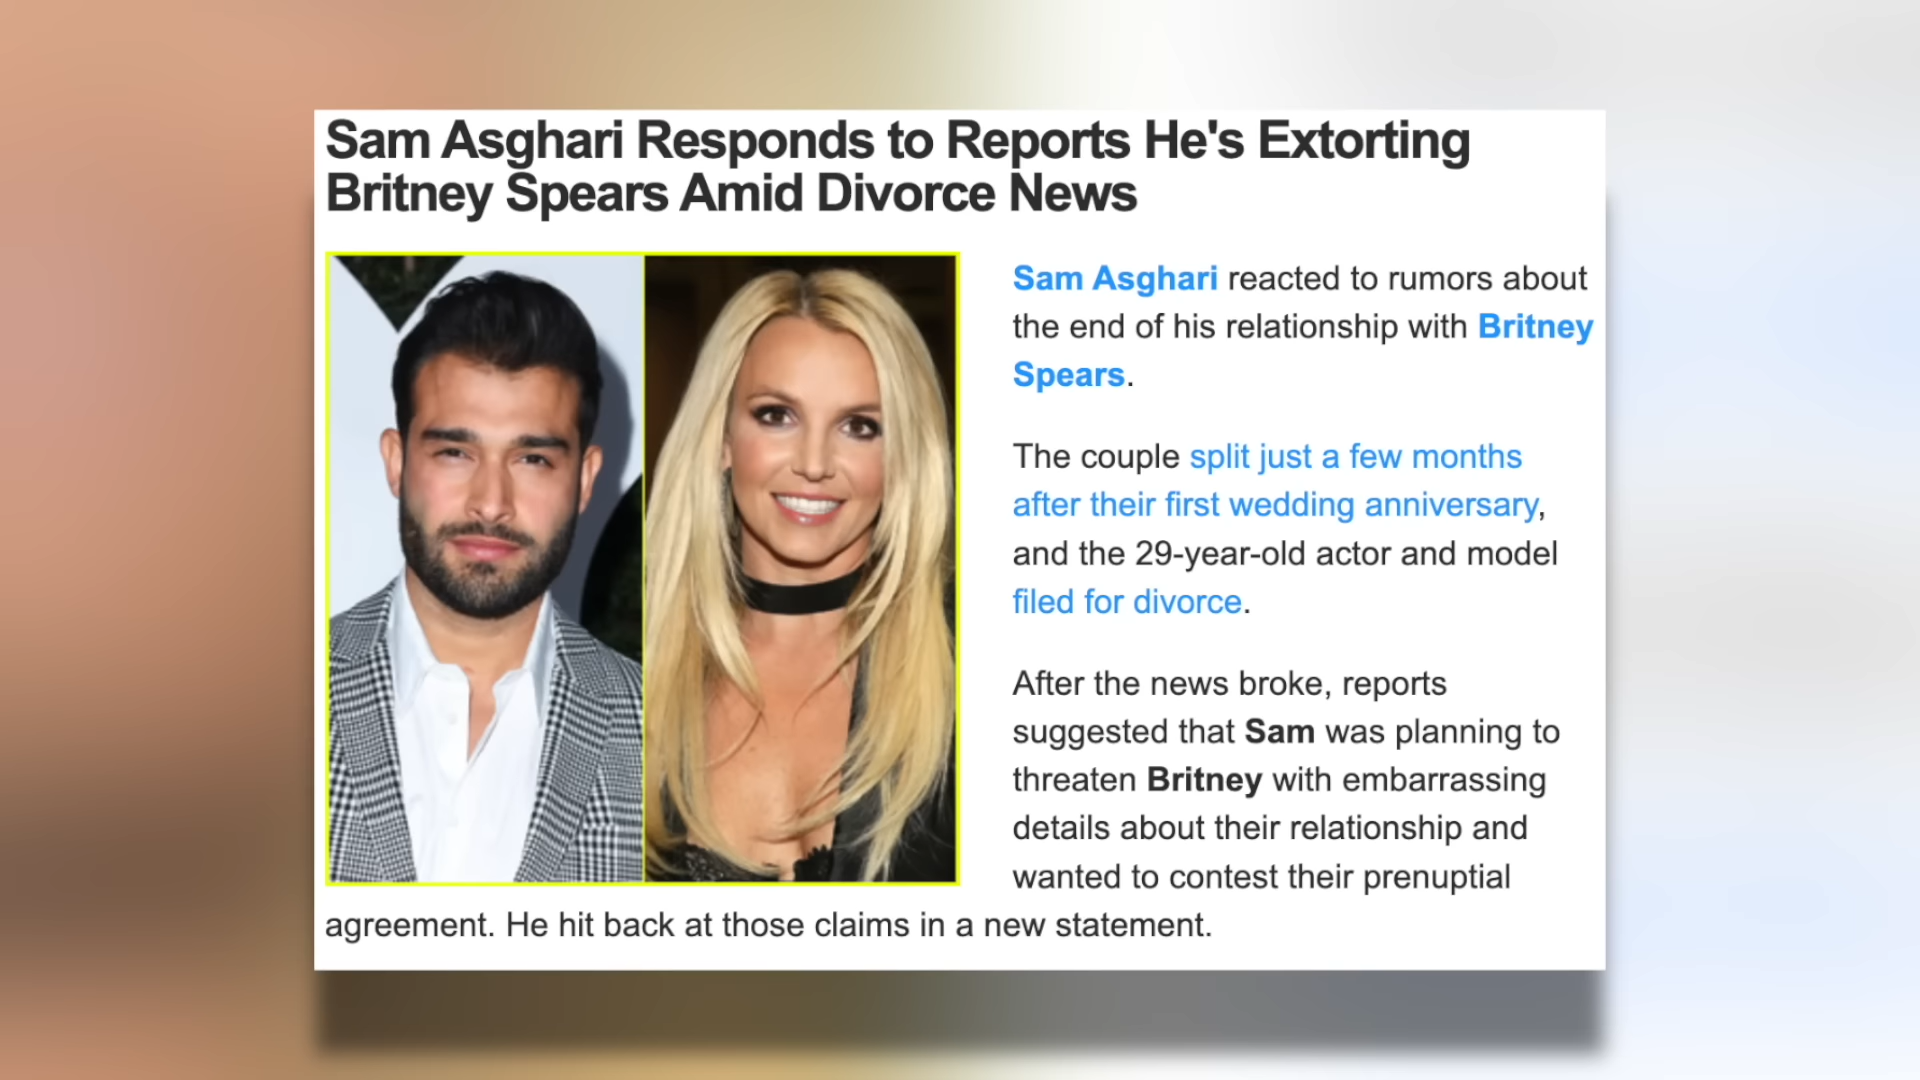 Sam Asghari Responds to Reports He's Extorting
Britney Spears Amid Divorce News
Sam Asghari reacted to rumors about
the end of his relationship with Britney
Spears.
The couple split just a few months
after their first wedding anniversary,
and the 29-year-old actor and model
filed for divorce.
After the news broke, reports
suggested that Sam was planning to
threaten Britney with embarrassing
details about their relationship and
wanted to contest their prenuptial
agreement. He hit back at those claims in a new statement.